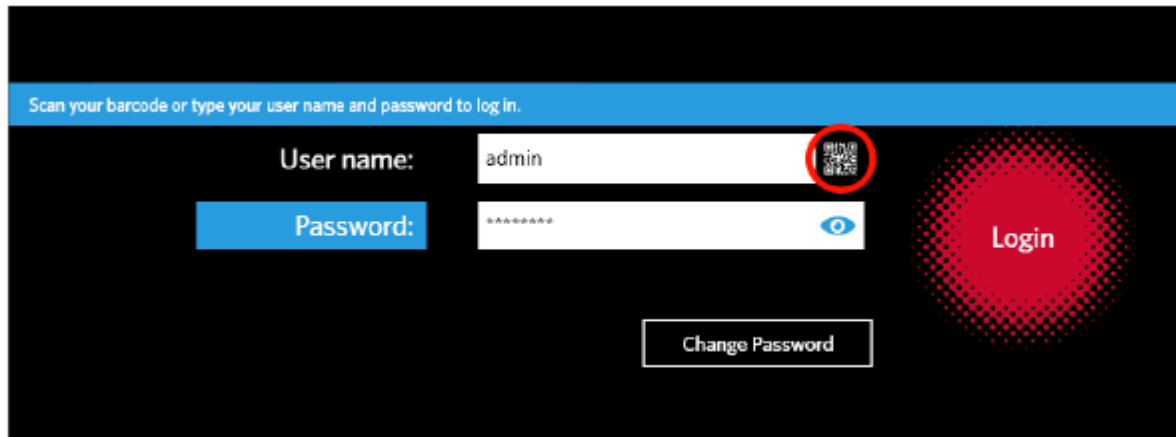 Scan your barcode or type your user name and password to log in.
User name:
admin
Password:
********
Login
Change Password